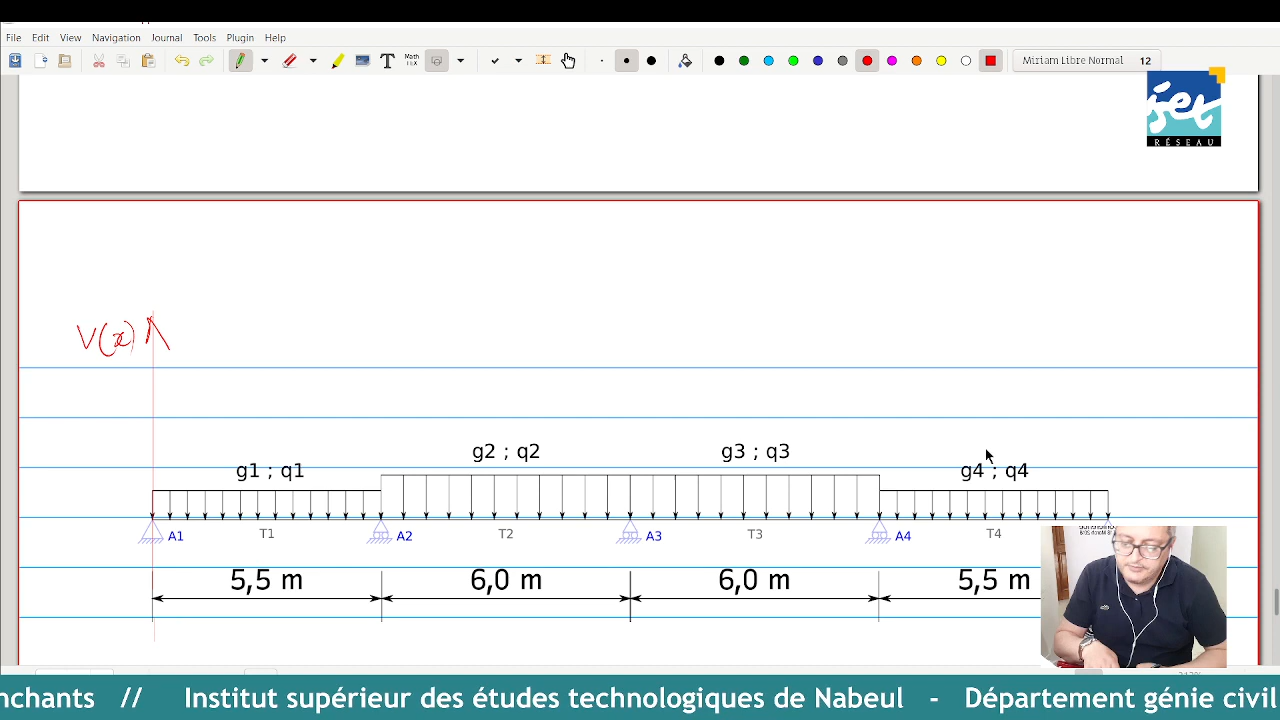 File Edit View Navigation Journal Tools Plugin Help
T Math Miriam Libre Normal 12
iset
RÉSEAU
V(x)
g2 ; q2 g3 ; q3
g1 ; q1 g4 ; q4
A1 T1 A2 T2 A3 T3 A4 T4
5,5 m 6,0 m 6,0 m 5,5 m
nchants // Institut supérieur des études technologiques de Nabeul - Département génie civil